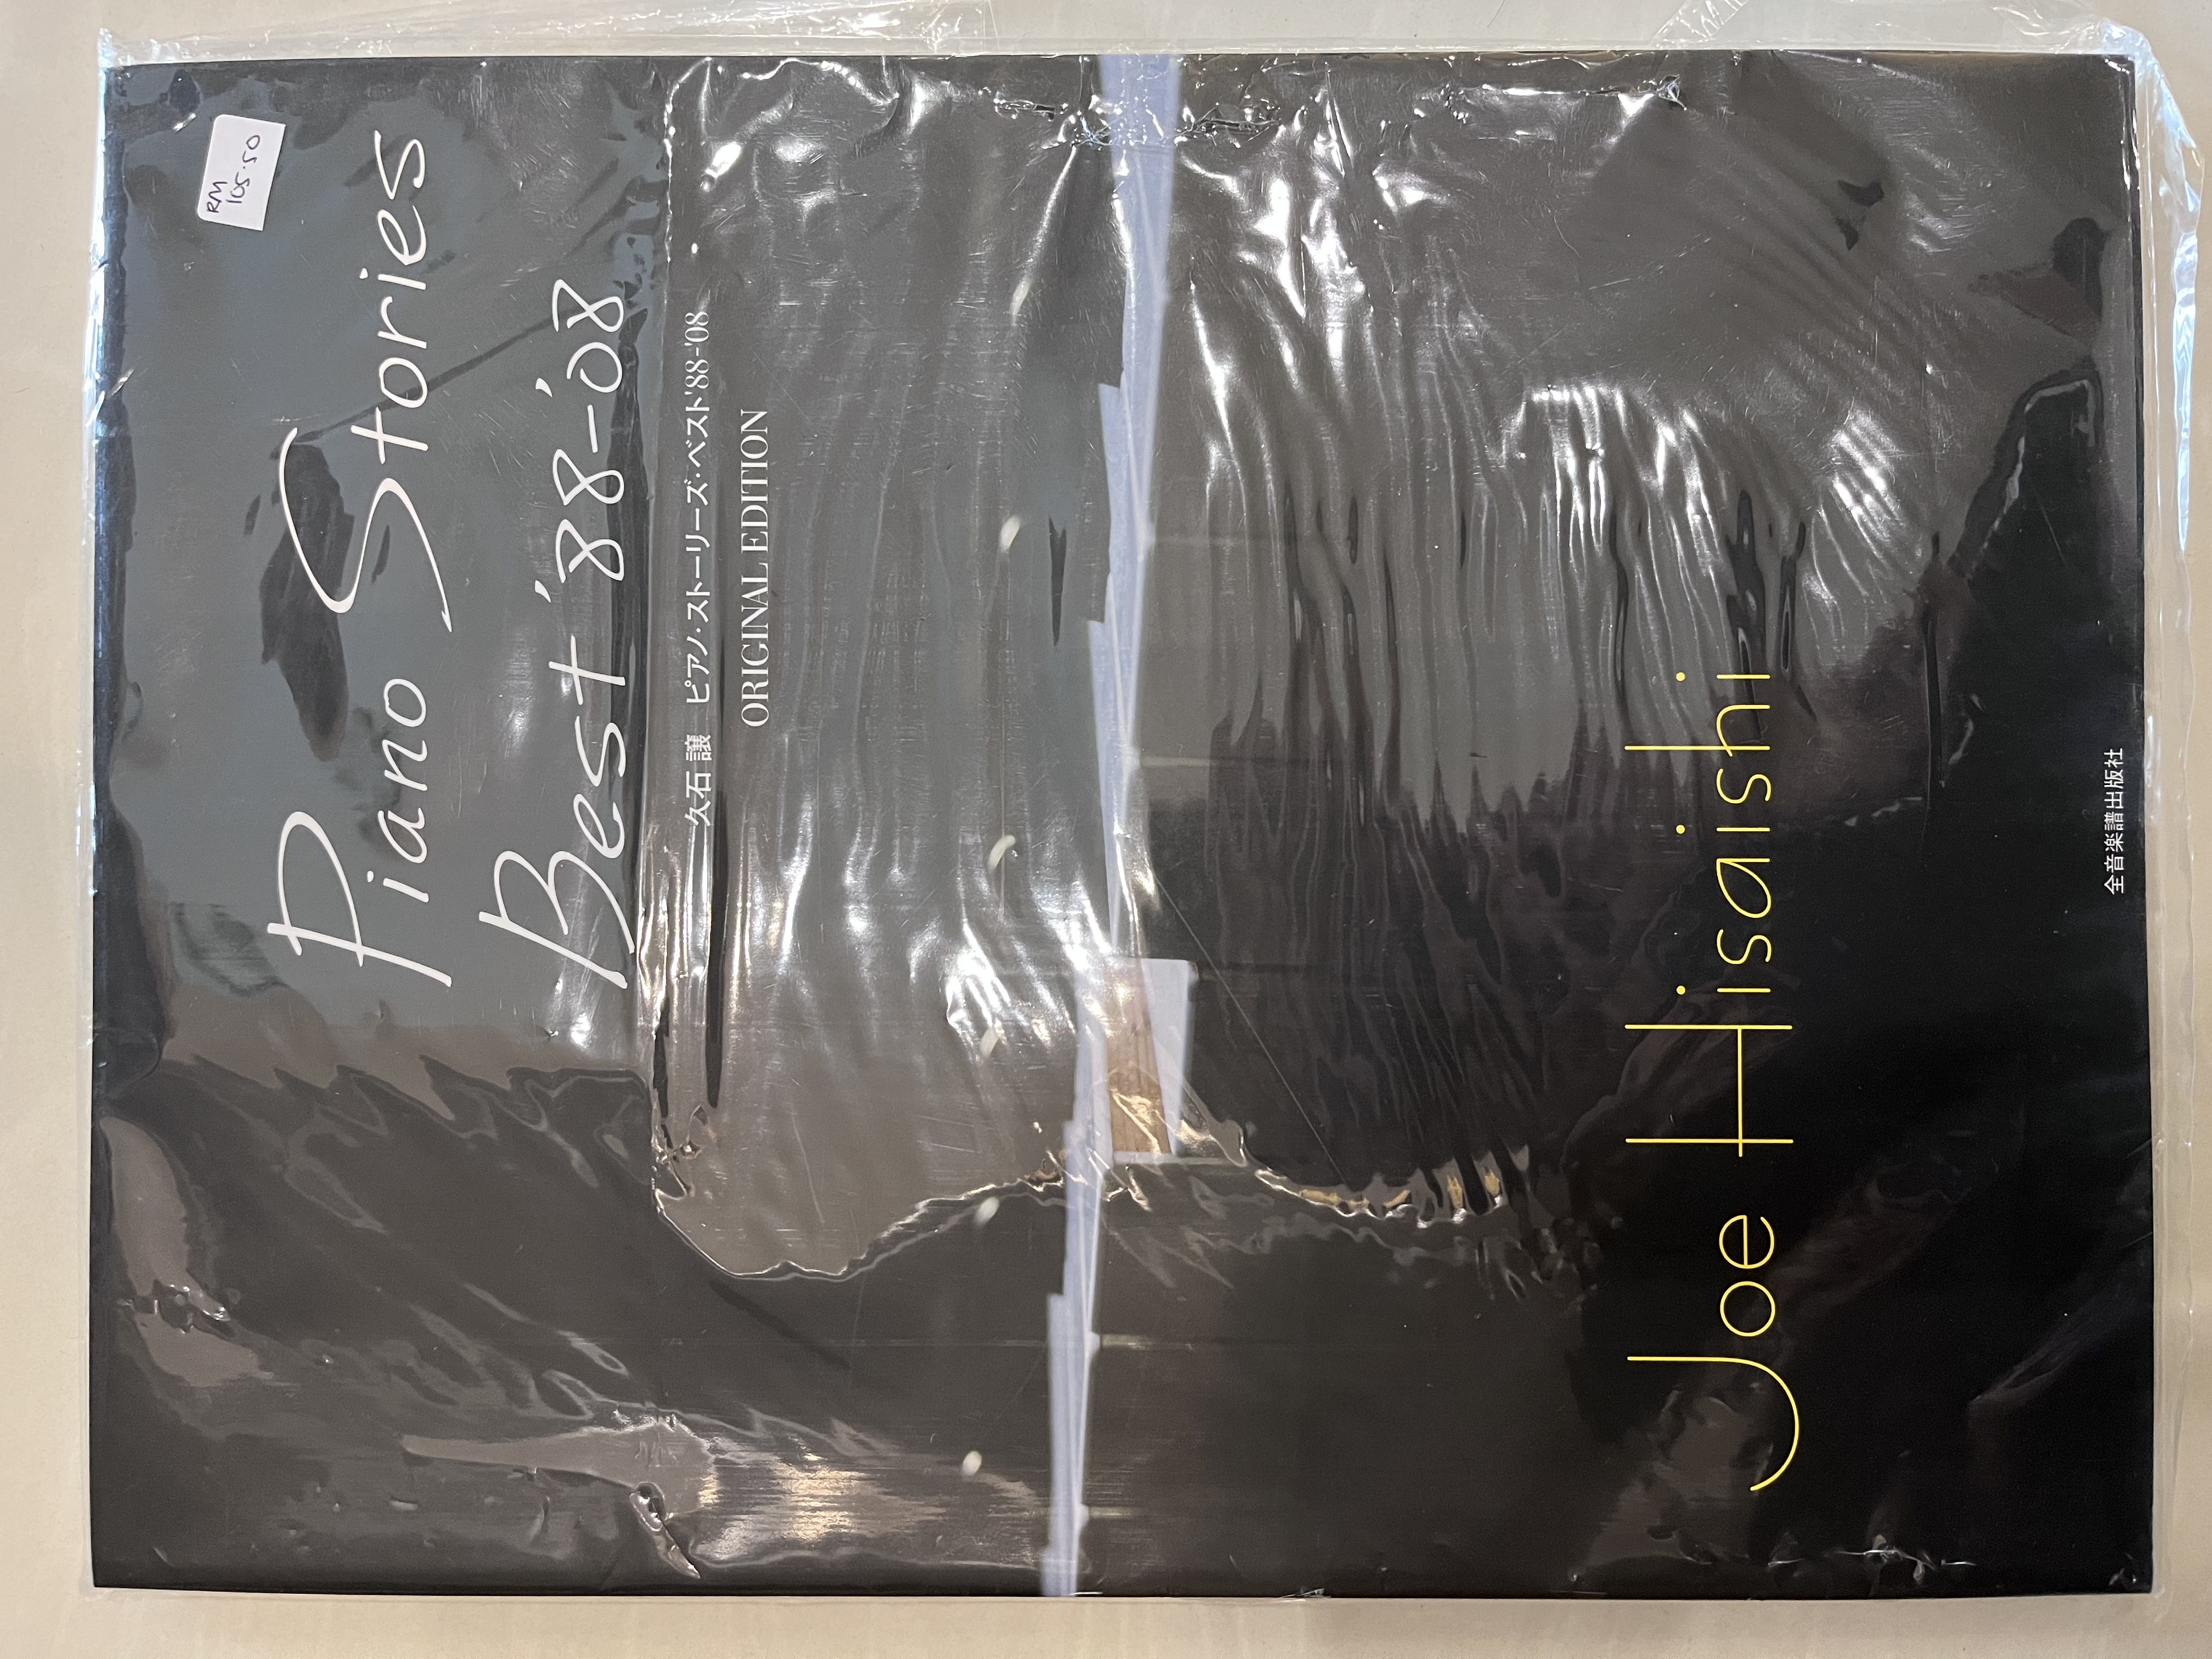 RM
105.50
Piano Stories
Best '88-'08
久石 譲 ピアノ・ストーリーズ・ベスト'88-'08
ORIGINAL EDITION
Joe Hisaishi
全音楽譜出版社